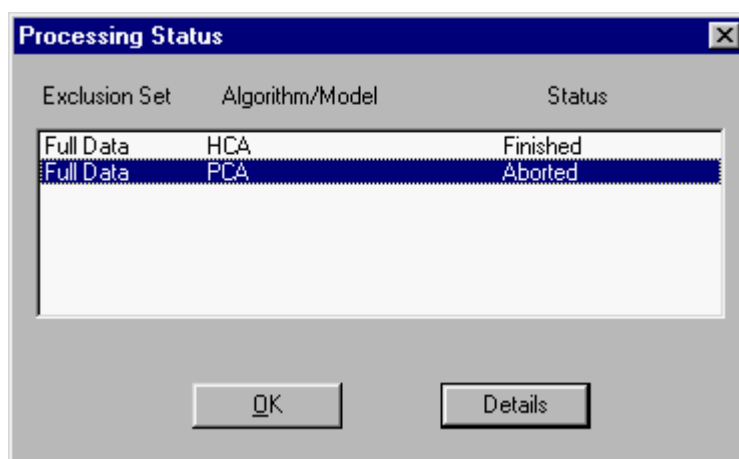 Processing Status
Exclusion Set Algorithm/Model Status
Full Data HCA Finished
Full Data PCA Aborted
OK Details